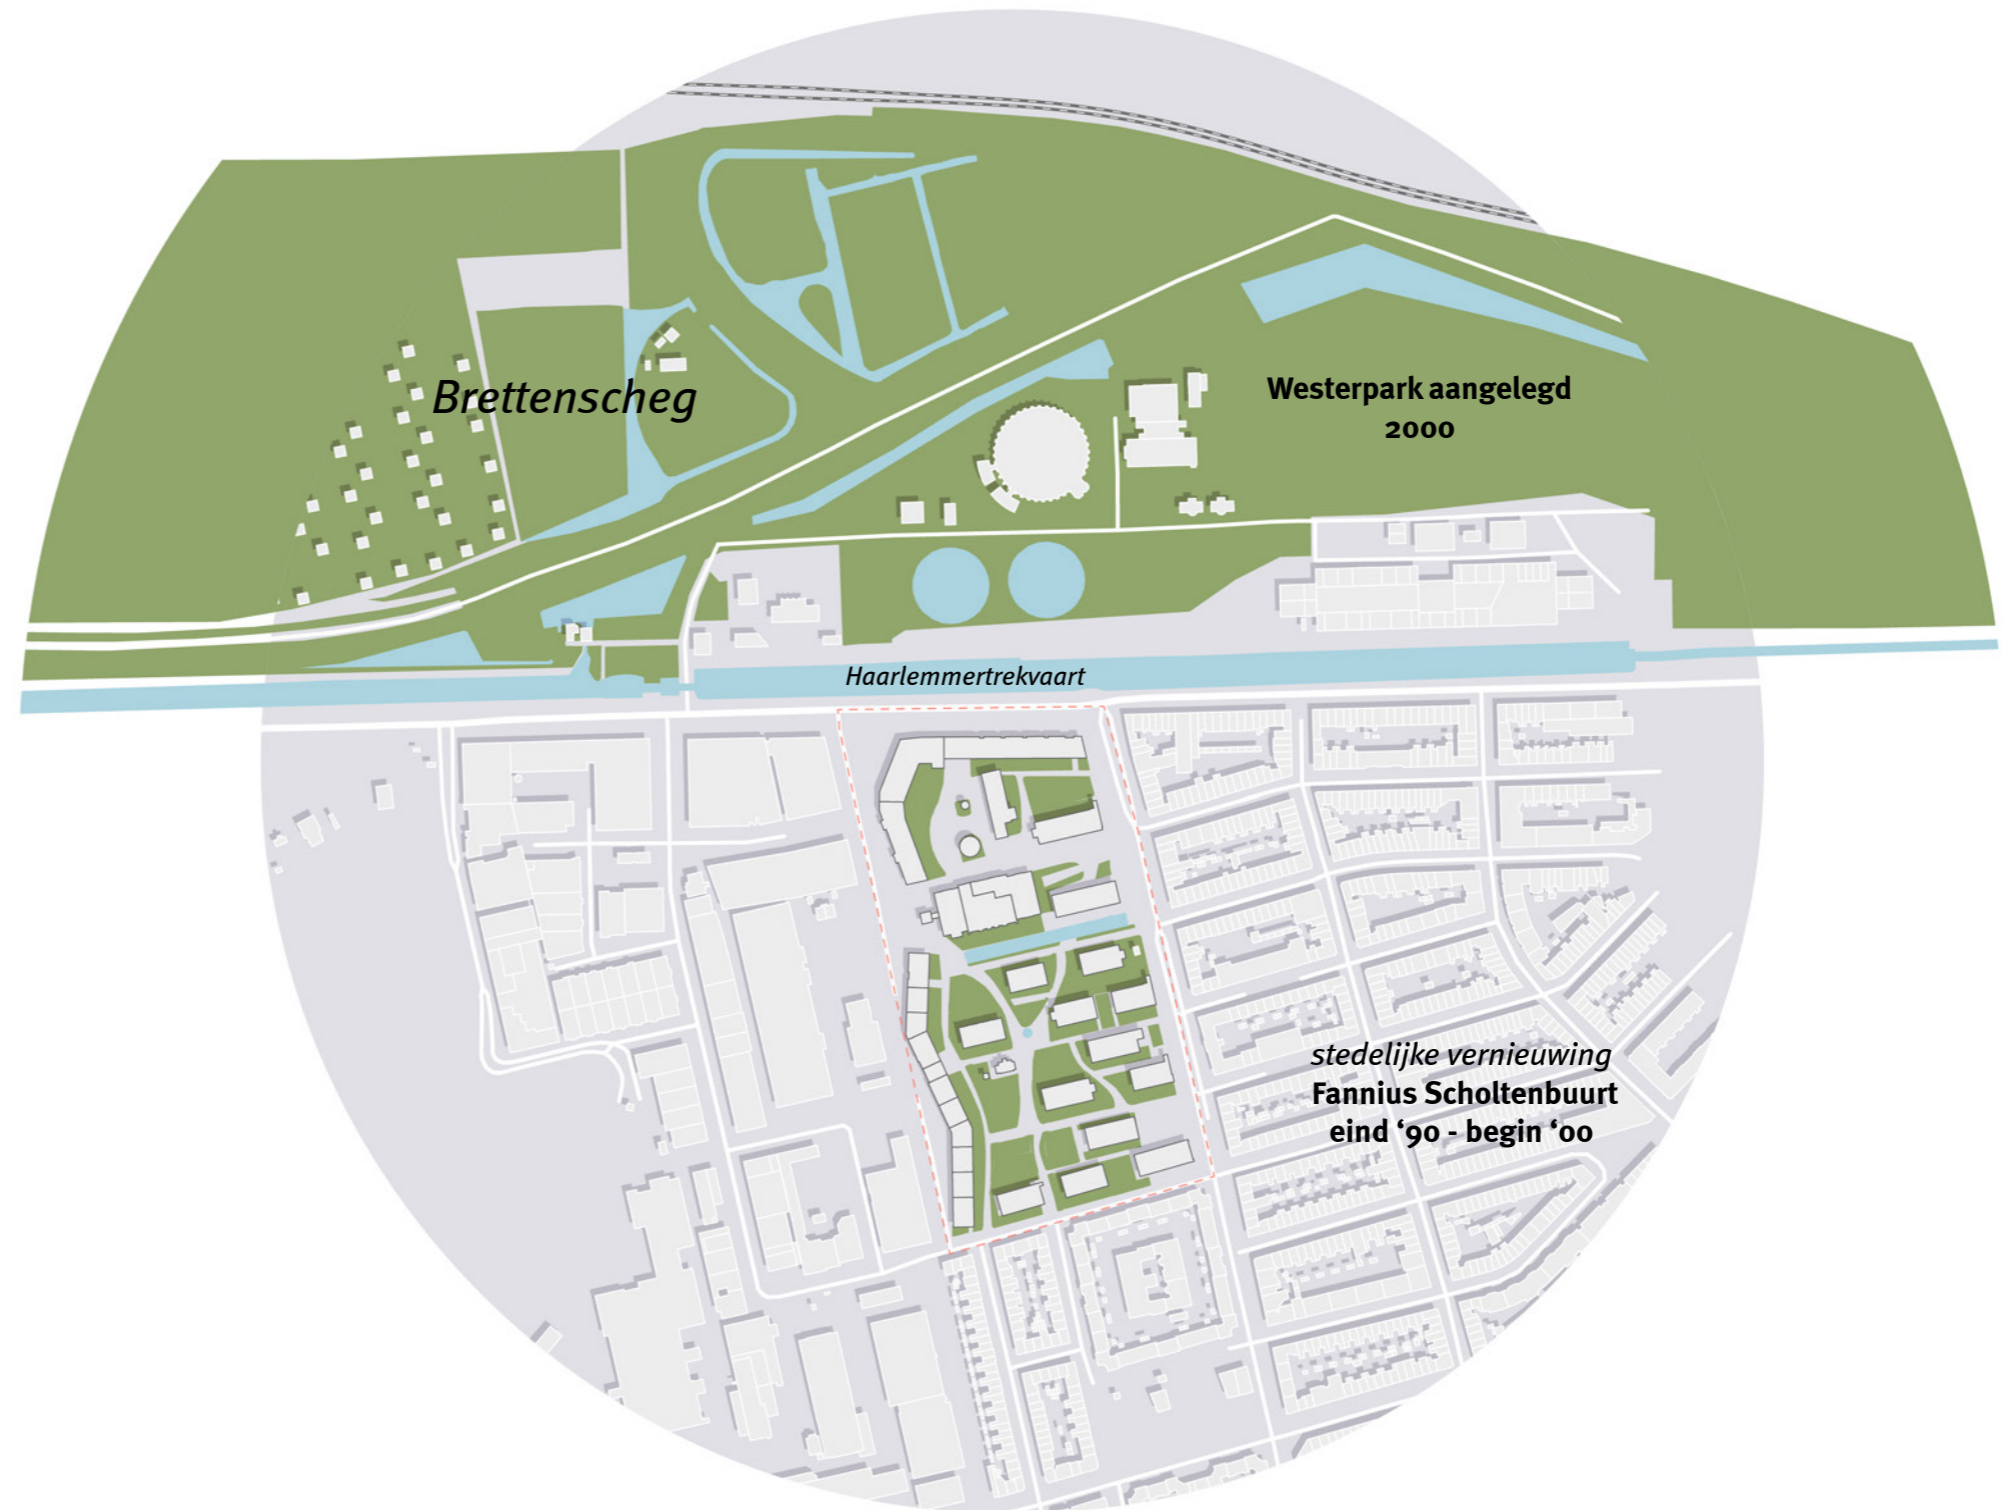 Brettenscheg
Westerpark aangelegd
2000
Haarlemmertrekvaart
stedelijke vernieuwing
Fannius Scholtenbuurt
eind ‘90 - begin ‘00